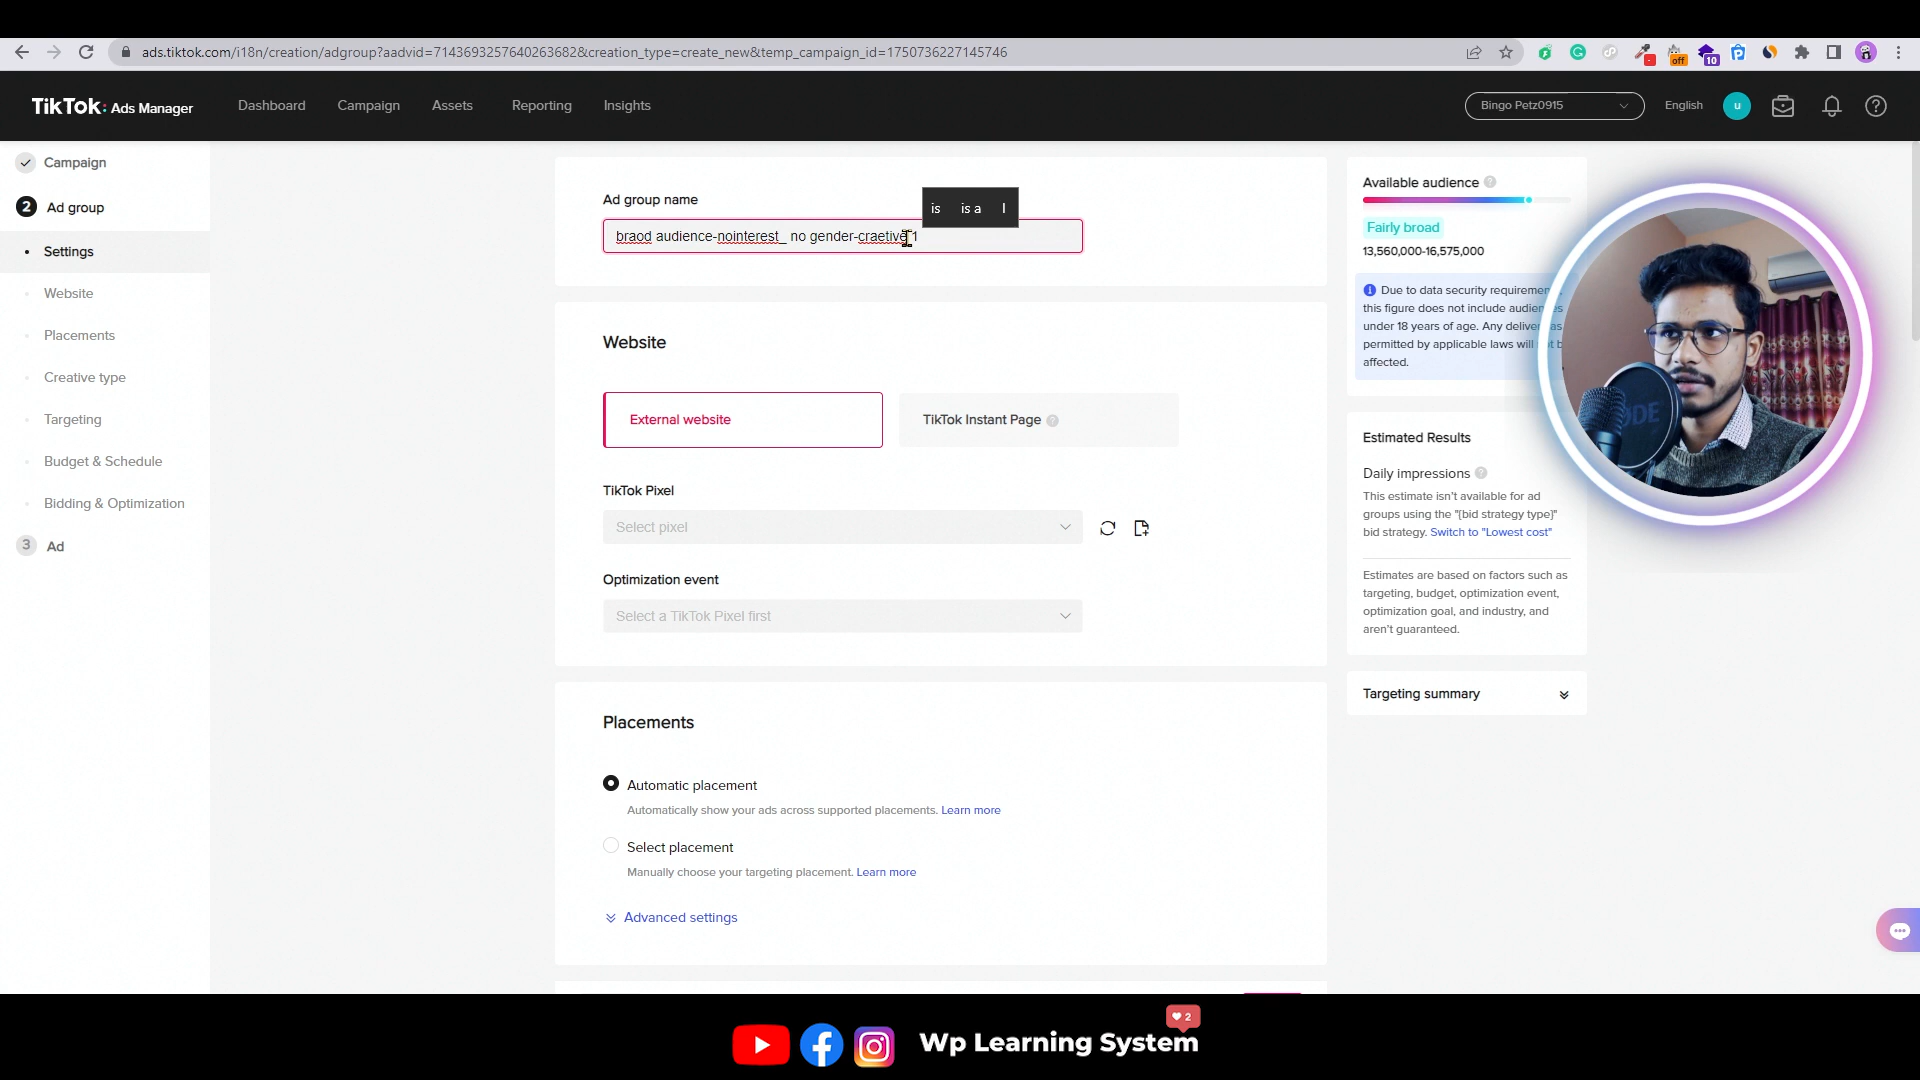 ads.tiktok.com/i18n/creation/adgroup?aadvid=7143693257640263682&creation_type=create_new&temp_campaign_id=1750736227145746
off
10
TikTok: Ads Manager
Dashboard
Campaign
Assets
Reporting
Insights
Bingo Petz0915
English
u
Campaign
2 Ad group
Settings
Website
Placements
Creative type
Targeting
Budget & Schedule
Bidding & Optimization
3 Ad
Ad group name
is is a I
braod audience-nointerest_ no gender-craetive 1
Website
External website
TikTok Instant Page
TikTok Pixel
Select pixel
Optimization event
Select a TikTok Pixel first
Placements
Automatic placement
Automatically show your ads across supported placements. Learn more
Select placement
Manually choose your targeting placement. Learn more
Advanced settings
Available audience
Fairly broad
13,560,000-16,575,000
Due to data security
this figure does not include
under 18 years of age. Any
permitted by applicable laws will
affected.
Estimated Results
Daily impressions
This estimate isn't available for ad
groups using the "{bid strategy type}"
bid strategy. Switch to "Lowest cost"
Estimates are based on factors such as
targeting, budget, optimization event,
optimization goal, and industry, and
aren't guaranteed.
Targeting summary
2
Wp Learning System